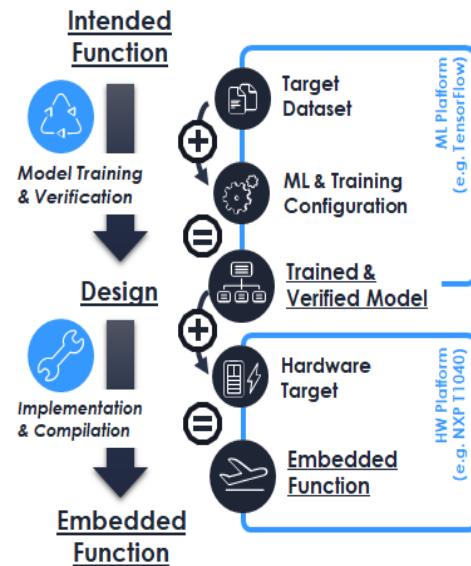 Intended
Function
Model Training
& Verification
Design
Implementation
& Compilation
Embedded
Function
Target
Dataset
+
ML & Training
Configuration
=
Trained &
Verified Model
+
Hardware
Target
=
Embedded
Function
ML Platform
(e.g. TensorFlow)
HW Platform
(e.g. NXP T1040)